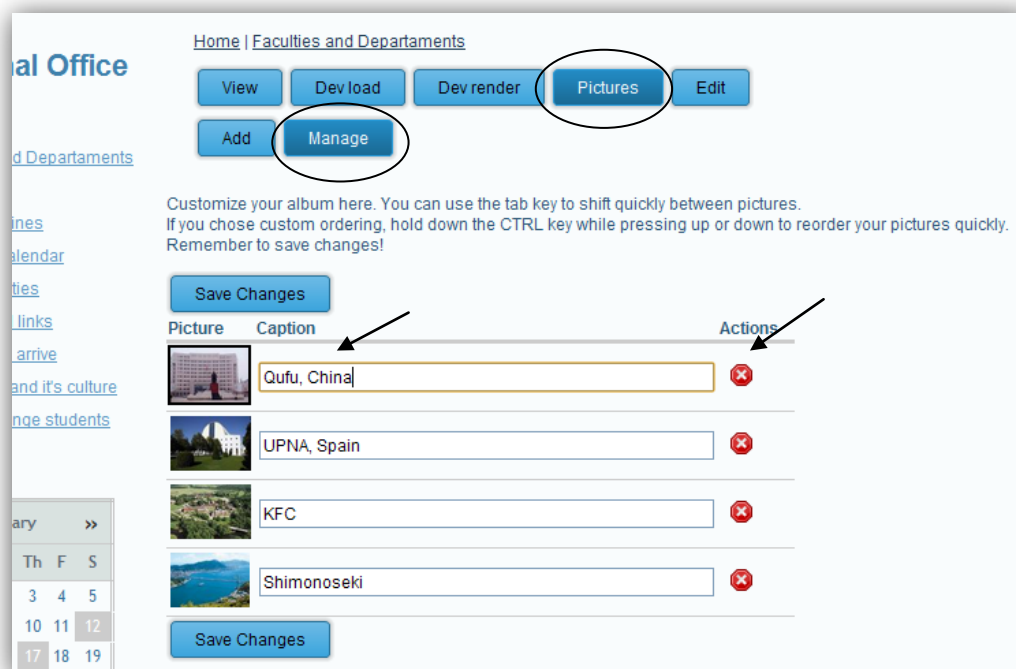 Home | Faculties and Departaments
al Office
View Dev load Dev render Pictures Edit
Add Manage
d Departaments
ines
alendar
ties
links
arrive
and it's culture
nge students
Customize your album here. You can use the tab key to shift quickly between pictures.
If you chose custom ordering, hold down the CTRL key while pressing up or down to reorder your pictures quickly.
Remember to save changes!
Save Changes
Picture Caption Actions
Qufu, China
UPNA, Spain
KFC
Shimonoseki
Save Changes
ary »
Th F S
3 4 5
10 11 12
17 18 19